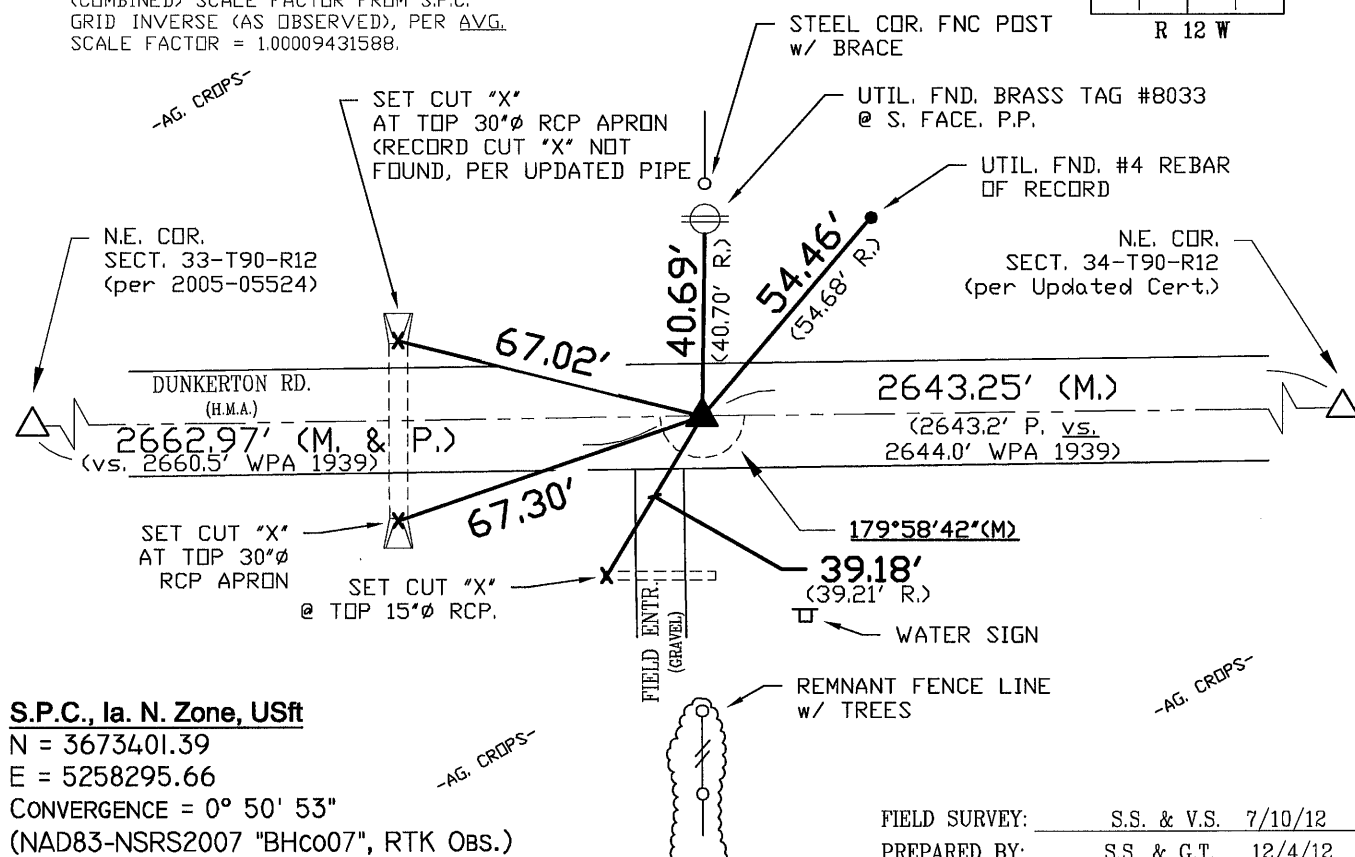 (COMBINED) SCALE FACTOR FROM S.P.C.
GRID INVERSE (AS OBSERVED), PER AVG.
SCALE FACTOR = 1.00009431588.
R 12 W
STEEL COR. FNC POST
w/ BRACE
-AG. CROPS-
SET CUT "X"
AT TOP 30"Ø RCP APRON
(RECORD CUT "X" NOT
FOUND, PER UPDATED PIPE
UTIL. FND. BRASS TAG #8033
@ S. FACE. P.P.
UTIL. FND. #4 REBAR
OF RECORD
N.E. COR.
SECT. 33-T90-R12
(per 2005-05524)
N.E. COR.
SECT. 34-T90-R12
(per Updated Cert.)
40.69'
(40.70' R.)
54.46'
(54.68' R.)
67.02'
DUNKERTON RD.
(H.M.A.)
2662.97' (M. & P.)
(vs. 2660.5' WPA 1939)
2643.25' (M.)
(2643.2' P. vs.
2644.0' WPA 1939)
67.30'
SET CUT "X"
AT TOP 30"Ø
RCP APRON
179°58'42"(M)
39.18'
(39.21' R.)
SET CUT "X"
@ TOP 15"Ø RCP.
FIELD ENTR.
(GRAVEL)
WATER SIGN
REMNANT FENCE LINE
w/ TREES
-AG. CROPS-
-AG. CROPS-
S.P.C., Ia. N. Zone, USft
N = 3673401.39
E = 5258295.66
CONVERGENCE = 0° 50' 53"
(NAD83-NSRS2007 "BHco07", RTK OBS.)
FIELD SURVEY: S.S. & V.S. 7/10/12
PREPARED BY: S.S. & G.T. 12/4/12